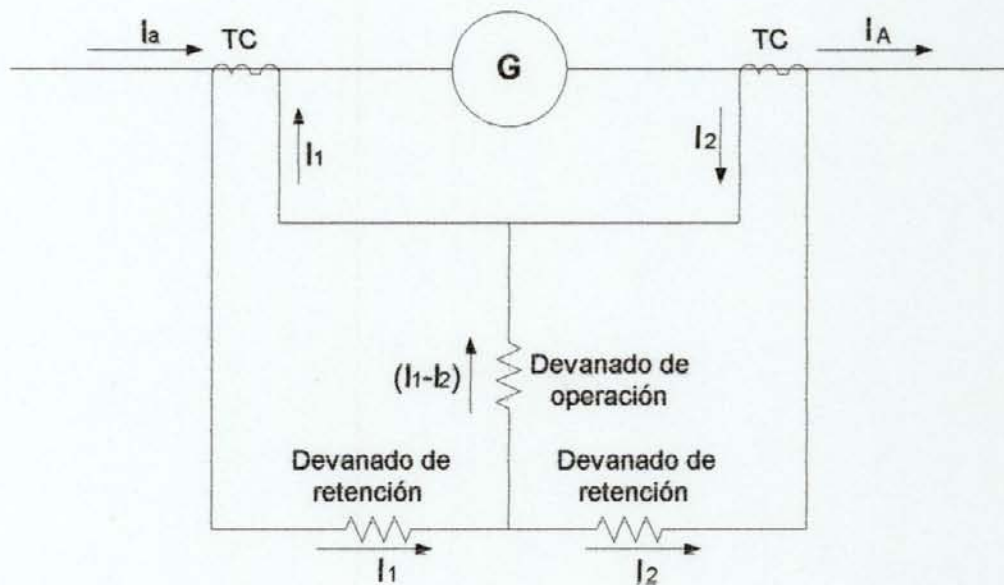 Ia
TC
G
TC
IA
I1
I2
(I1-I2)
Devanado de
operación
Devanado de
retención
Devanado de
retención
I1
I2